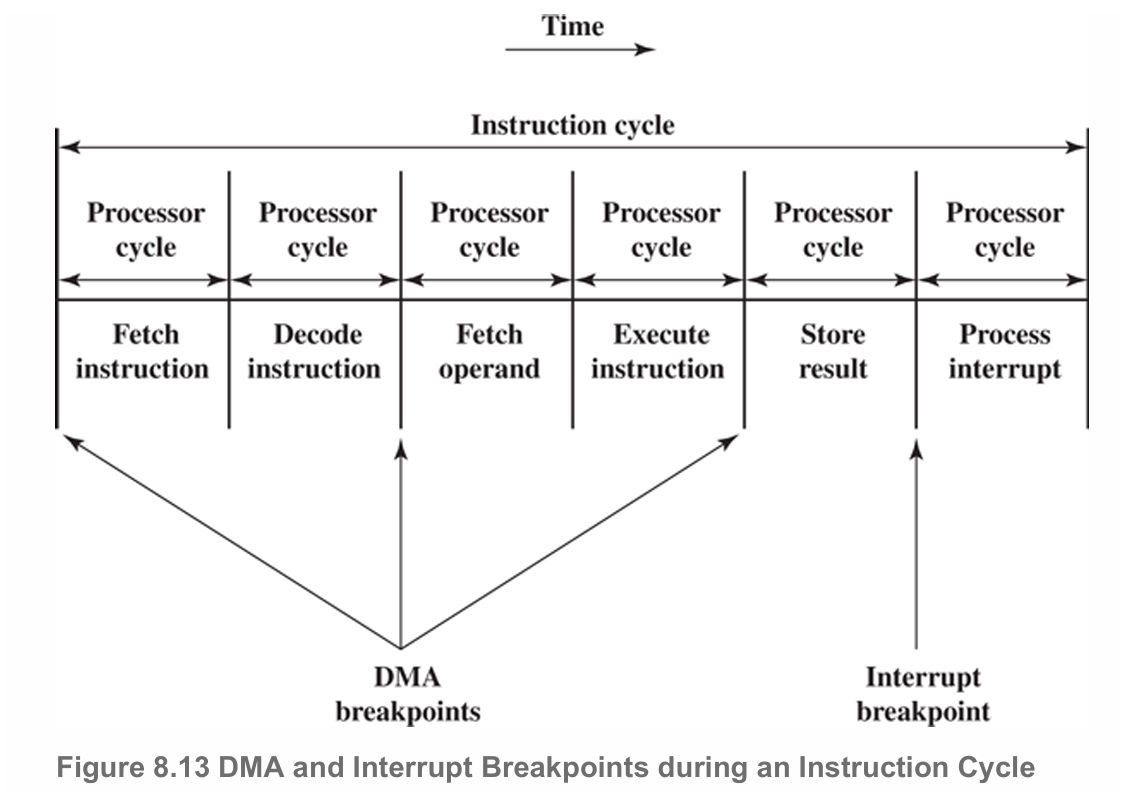 Time
Instruction cycle
Processor cycle
Processor cycle
Processor cycle
Processor cycle
Processor cycle
Processor cycle
Fetch instruction
Decode instruction
Fetch operand
Execute instruction
Store result
Process interrupt
DMA breakpoints
Interrupt breakpoint
Figure 8.13 DMA and Interrupt Breakpoints during an Instruction Cycle